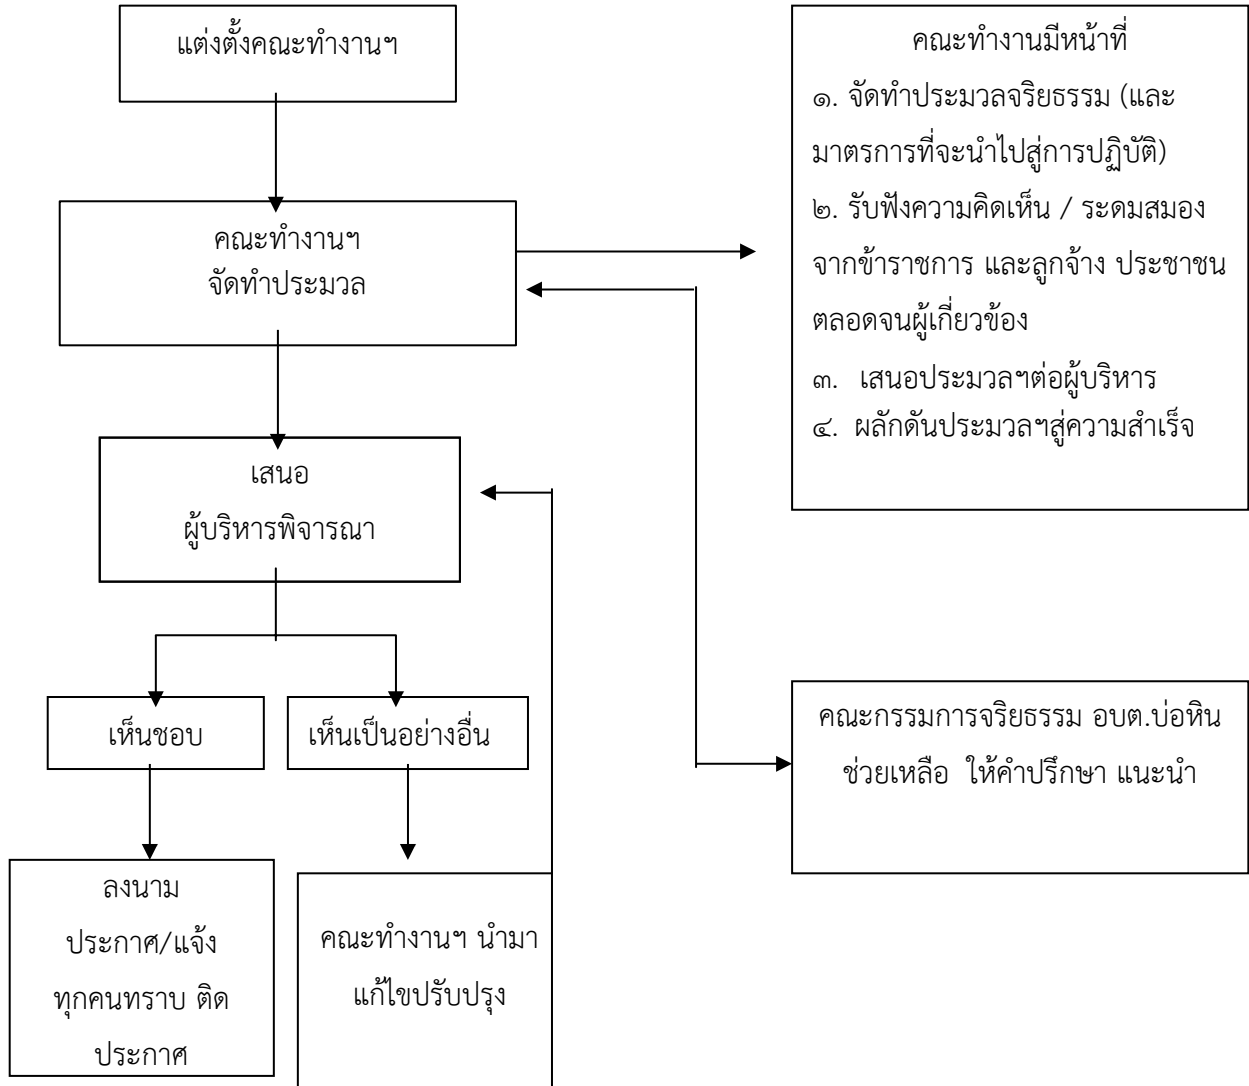 แต่งตั้งคณะทำงานฯ
คณะทำงานฯ
จัดทำประมวล
เสนอ
ผู้บริหารพิจารณา
เห็นชอบ
เห็นเป็นอย่างอื่น
ลงนาม
ประกาศ/แจ้ง
ทุกคนทราบ ติด
ประกาศ
คณะทำงานฯ นำมา
แก้ไขปรับปรุง
คณะทำงานมีหน้าที่
๑. จัดทำประมวลจริยธรรม (และ
มาตรการที่จะนำไปสู่การปฏิบัติ)
๒. รับฟังความคิดเห็น / ระดมสมอง
จากข้าราชการ และลูกจ้าง ประชาชน
ตลอดจนผู้เกี่ยวข้อง
๓. เสนอประมวลฯต่อผู้บริหาร
๔. ผลักดันประมวลฯสู่ความสำเร็จ
คณะกรรมการจริยธรรม อบต.บ่อหิน
ช่วยเหลือ ให้คำปรึกษา แนะนำ